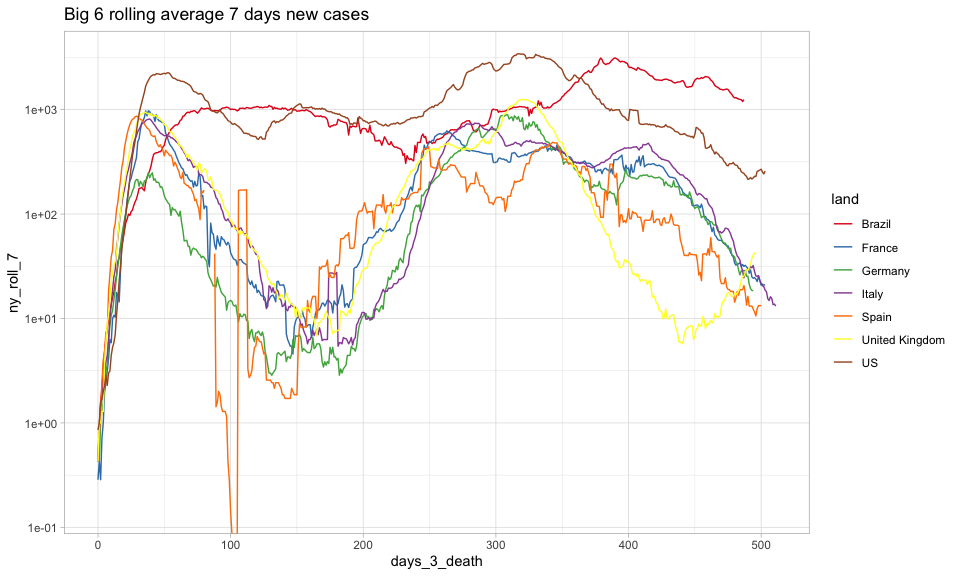 Big 6 rolling average 7 days new cases
ny_roll_7
1e+03
1e+02
1e+01
1e+00
1e-01
0 100 200 300 400 500
days_3_death
land
Brazil
France
Germany
Italy
Spain
United Kingdom
US